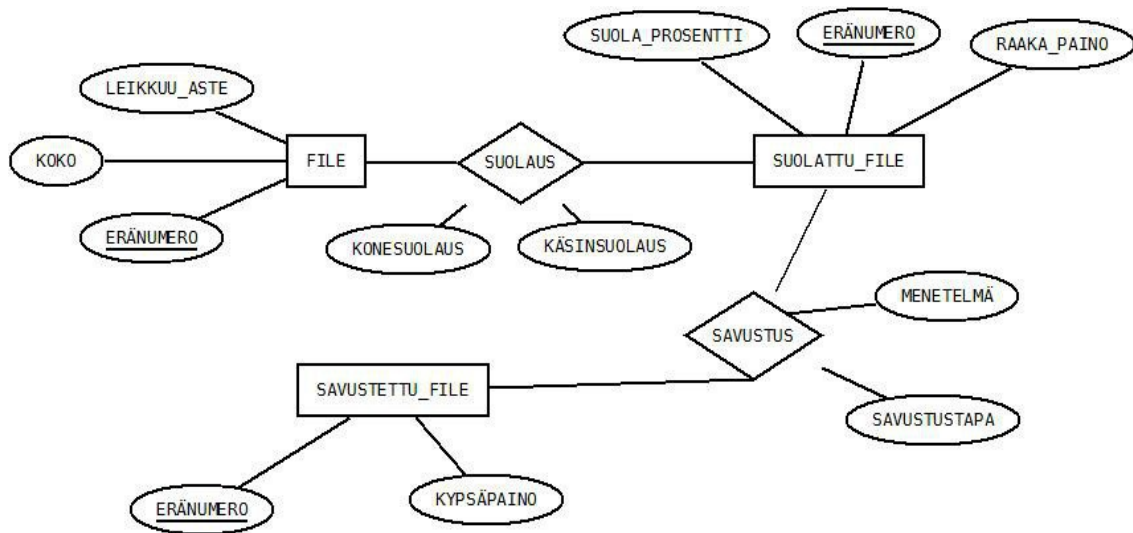 SUOLA_PROSENTTI
ERÄNUMERO
RAAKA_PAINO
LEIKKUU_ASTE
KOKO
FILE
SUOLAUS
SUOLATTU_FILE
ERÄNUMERO
KONESUOLAUS
KÄSINSUOLAUS
MENETELMÄ
SAVUSTUS
SAVUSTETTU_FILE
SAVUSTUSTAPA
ERÄNUMERO
KYPSÄPAINO